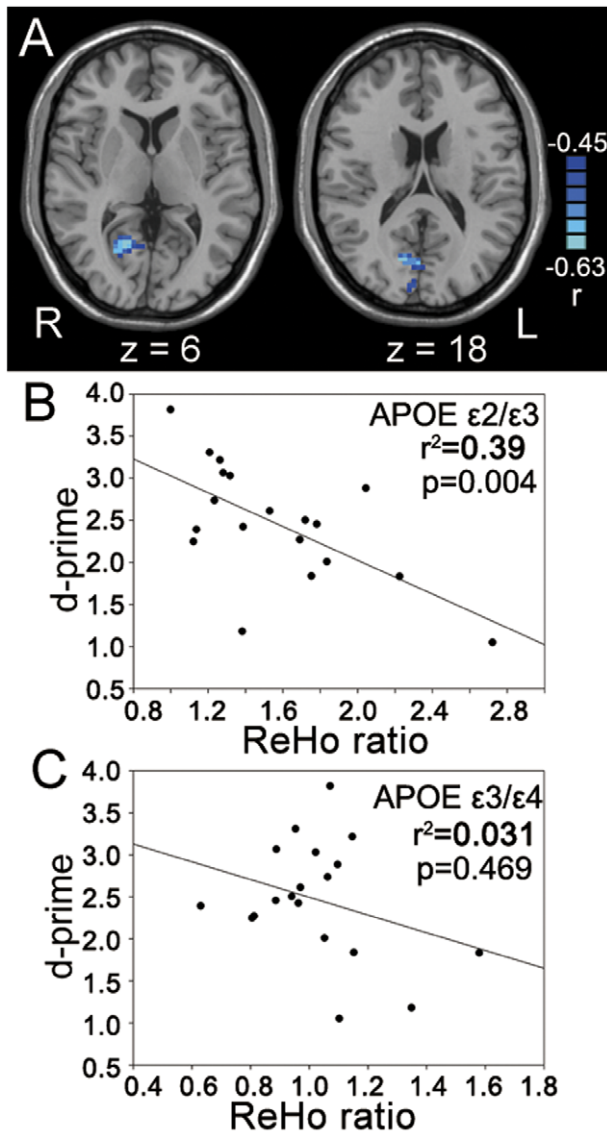 A
-0.45
-0.63
r
R
L
z = 6
z = 18
B
4.0
3.5
3.0
2.5
2.0
1.5
1.0
0.5
d-prime
APOE ε2/ε3
r²=0.39
p=0.004
0.8 1.2 1.6 2.0 2.4 2.8
ReHo ratio
C
4.0
3.5
3.0
2.5
2.0
1.5
1.0
0.5
d-prime
APOE ε3/ε4
r²=0.031
p=0.469
0.4 0.6 0.8 1.0 1.2 1.4 1.6 1.8
ReHo ratio